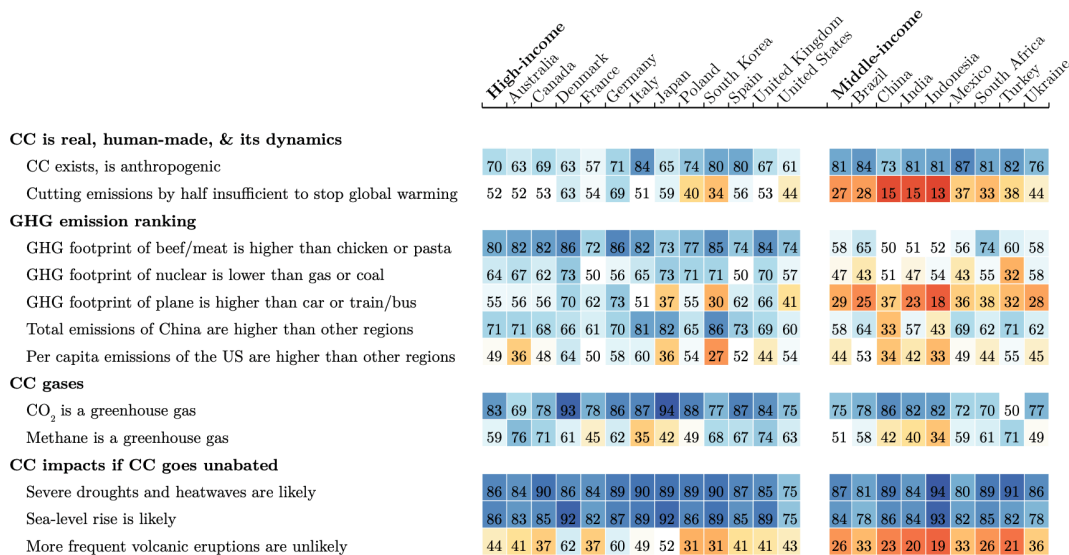 High-income Australia Canada Denmark France Germany Italy Japan Poland South Korea Spain United Kingdom United States Middle-income Brazil China India Indonesia Mexico South Africa Turkey Ukraine
CC is real, human-made, & its dynamics
CC exists, is anthropogenic 70 63 69 63 57 71 84 65 74 80 80 67 61 81 84 73 81 81 87 81 82 76
Cutting emissions by half insufficient to stop global warming 52 52 53 63 54 69 51 59 40 34 56 53 44 27 28 15 15 13 37 33 38 44
GHG emission ranking
GHG footprint of beef/meat is higher than chicken or pasta 80 82 82 86 72 86 82 73 77 85 74 84 74 58 65 50 51 52 56 74 60 58
GHG footprint of nuclear is lower than gas or coal 64 67 62 73 50 56 65 73 71 71 50 70 57 47 43 51 47 54 43 55 32 58
GHG footprint of plane is higher than car or train/bus 55 56 56 70 62 73 51 37 55 30 62 66 41 29 25 37 23 18 36 38 32 28
Total emissions of China are higher than other regions 71 71 68 66 61 70 81 82 65 86 73 69 60 58 64 33 57 43 69 62 71 62
Per capita emissions of the US are higher than other regions 49 36 48 64 50 58 60 36 54 27 52 44 54 44 53 34 42 33 49 44 55 45
CC gases
CO2 is a greenhouse gas 83 69 78 93 78 86 87 94 88 77 87 84 75 75 78 86 82 82 72 70 50 77
Methane is a greenhouse gas 59 76 71 61 45 62 35 42 49 68 67 74 63 51 58 42 40 34 59 61 71 49
CC impacts if CC goes unabated
Severe droughts and heatwaves are likely 86 84 90 86 84 89 90 89 89 90 87 85 75 87 81 89 84 94 80 89 91 86
Sea-level rise is likely 86 83 85 92 82 87 89 92 86 89 85 89 75 84 78 86 84 93 82 85 82 78
More frequent volcanic eruptions are unlikely 44 41 37 62 37 60 49 52 31 31 41 41 43 26 33 23 20 19 33 26 21 33